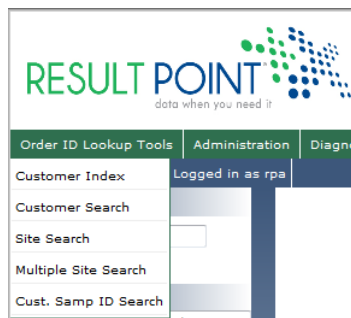 RESULT POINT
data when you need it
Order ID Lookup Tools Administration
Customer Index Logged in as rpa
Customer Search
Site Search
Multiple Site Search
Cust. Samp ID Search